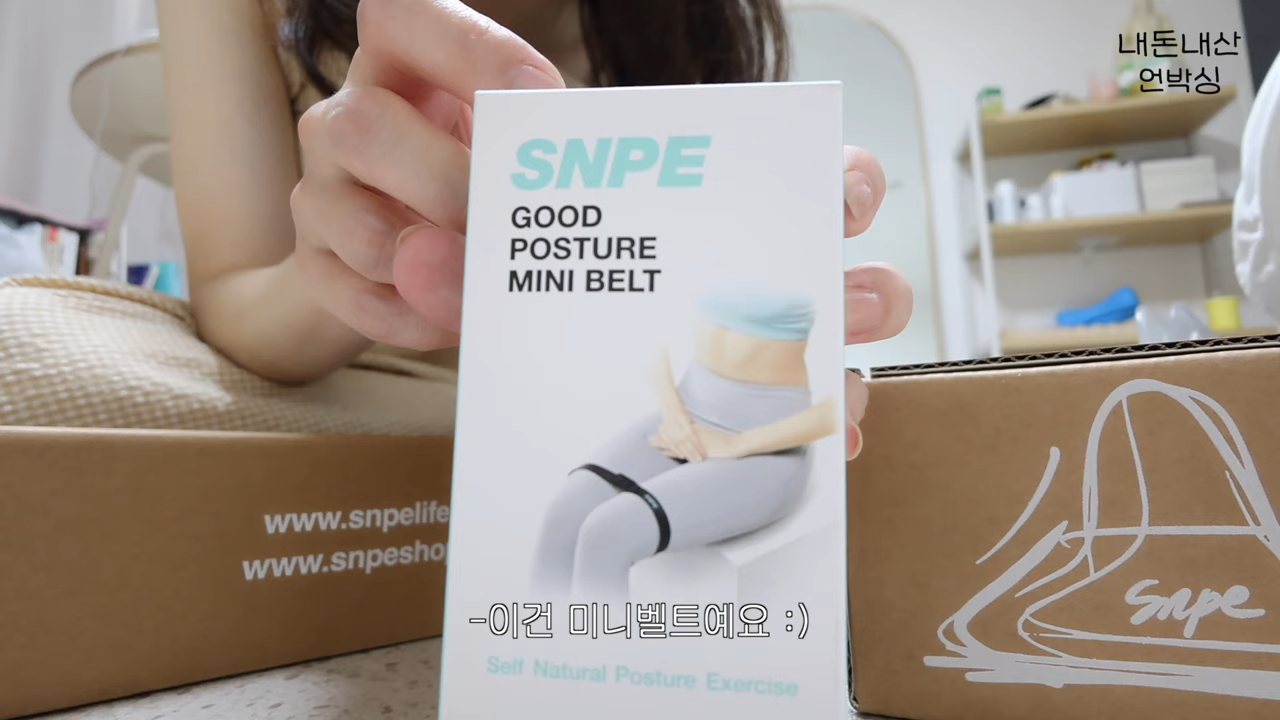 내돈내산
언박싱
SNPE
GOOD
POSTURE
MINI BELT
www.snpelife
www.snpeshop
snpe
-이건 미니벨트예요 :)
Self Natural Posture Exercise